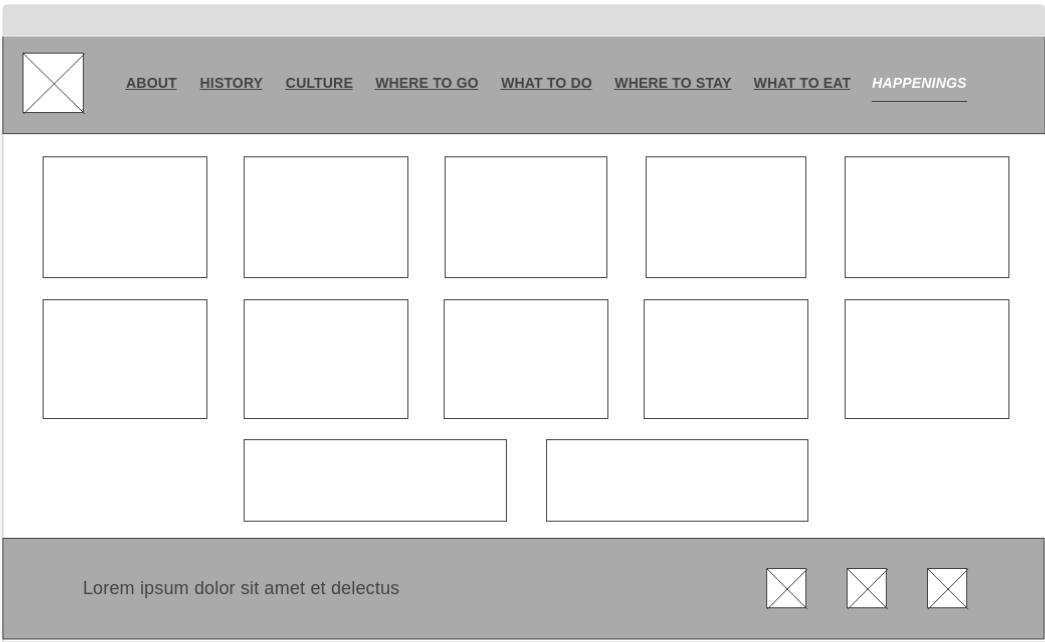 ABOUT HISTORY CULTURE WHERE TO GO WHAT TO DO WHERE TO STAY WHAT TO EAT HAPPENINGS
Lorem ipsum dolor sit amet et delectus